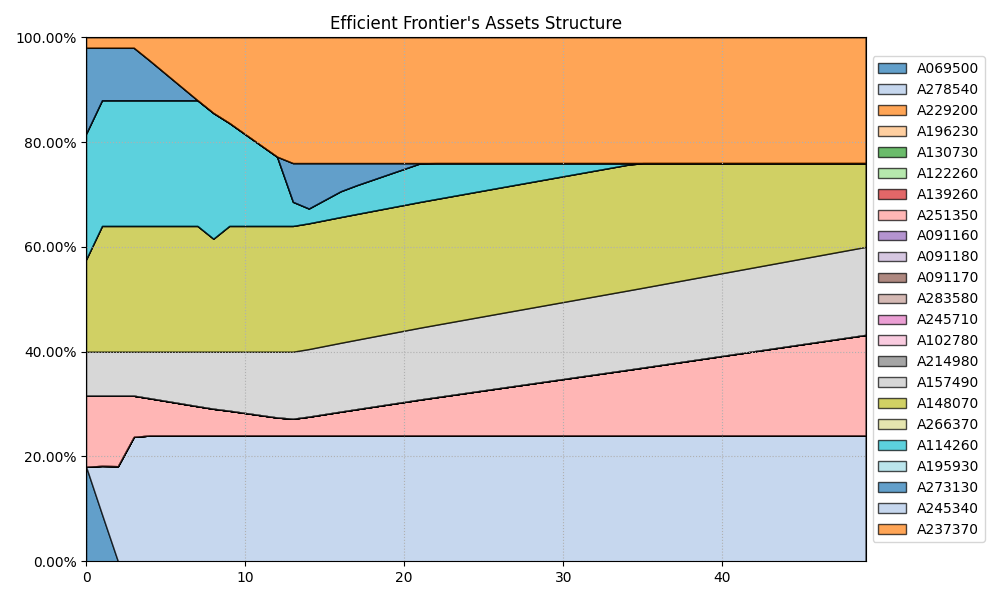 Efficient Frontier's Assets Structure
100.00%
80.00%
60.00%
40.00%
20.00%
0.00%
0
10
20
30
40
A069500
A278540
A229200
A196230
A130730
A122260
A139260
A251350
A091160
A091180
A091170
A283580
A245710
A102780
A214980
A157490
A148070
A266370
A114260
A195930
A273130
A245340
A237370